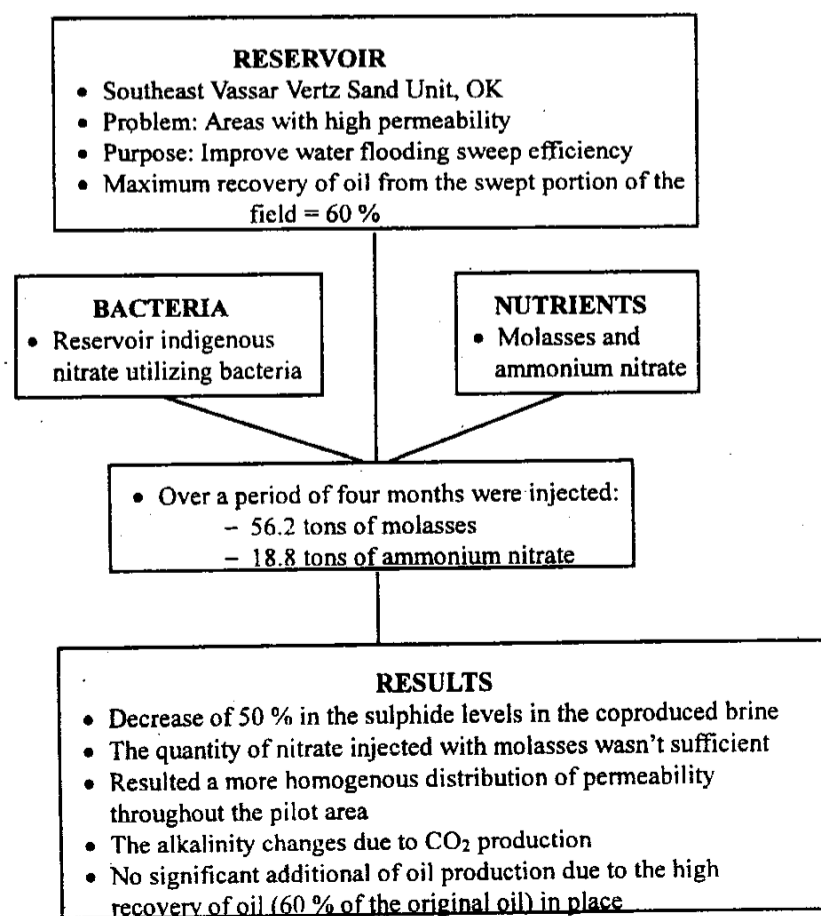 RESERVOIR
• Southeast Vassar Vertz Sand Unit, OK
• Problem: Areas with high permeability
• Purpose: Improve water flooding sweep efficiency
• Maximum recovery of oil from the swept portion of the
field = 60 %
BACTERIA
• Reservoir indigenous
nitrate utilizing bacteria
NUTRIENTS
• Molasses and
ammonium nitrate
• Over a period of four months were injected:
– 56.2 tons of molasses
– 18.8 tons of ammonium nitrate
RESULTS
• Decrease of 50 % in the sulphide levels in the coproduced brine
• The quantity of nitrate injected with molasses wasn't sufficient
• Resulted a more homogenous distribution of permeability
throughout the pilot area
• The alkalinity changes due to CO₂ production
• No significant additional of oil production due to the high
recovery of oil (60 % of the original oil) in place